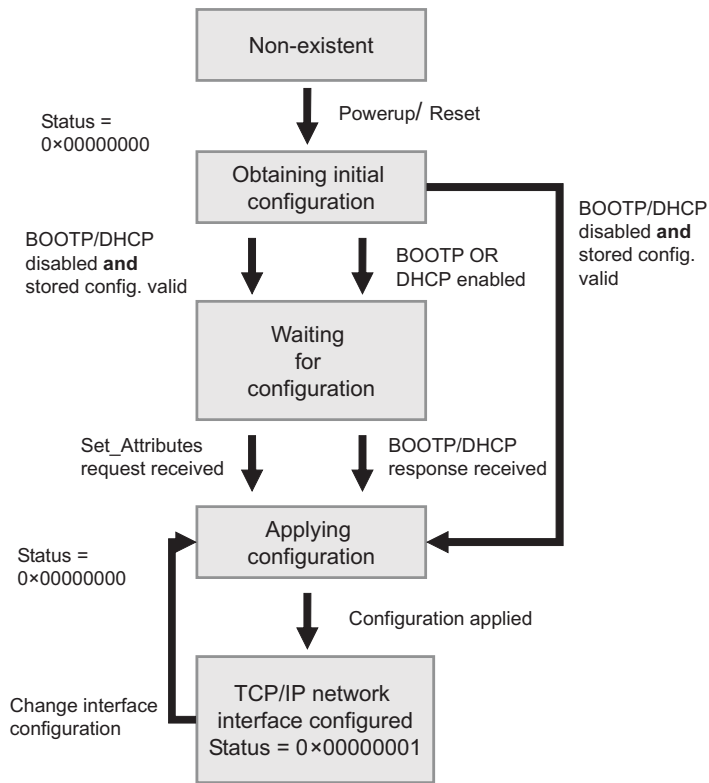 Non-existent
Powerup/ Reset
Status =
0×00000000
Obtaining initial
configuration
BOOTP/DHCP
disabled and
stored config. valid
BOOTP OR
DHCP enabled
BOOTP/DHCP
disabled and
stored config.
valid
Waiting
for
configuration
Set_Attributes
request received
BOOTP/DHCP
response received
Applying
configuration
Status =
0×00000000
Configuration applied
Change interface
configuration
TCP/IP network
interface configured
Status = 0×00000001